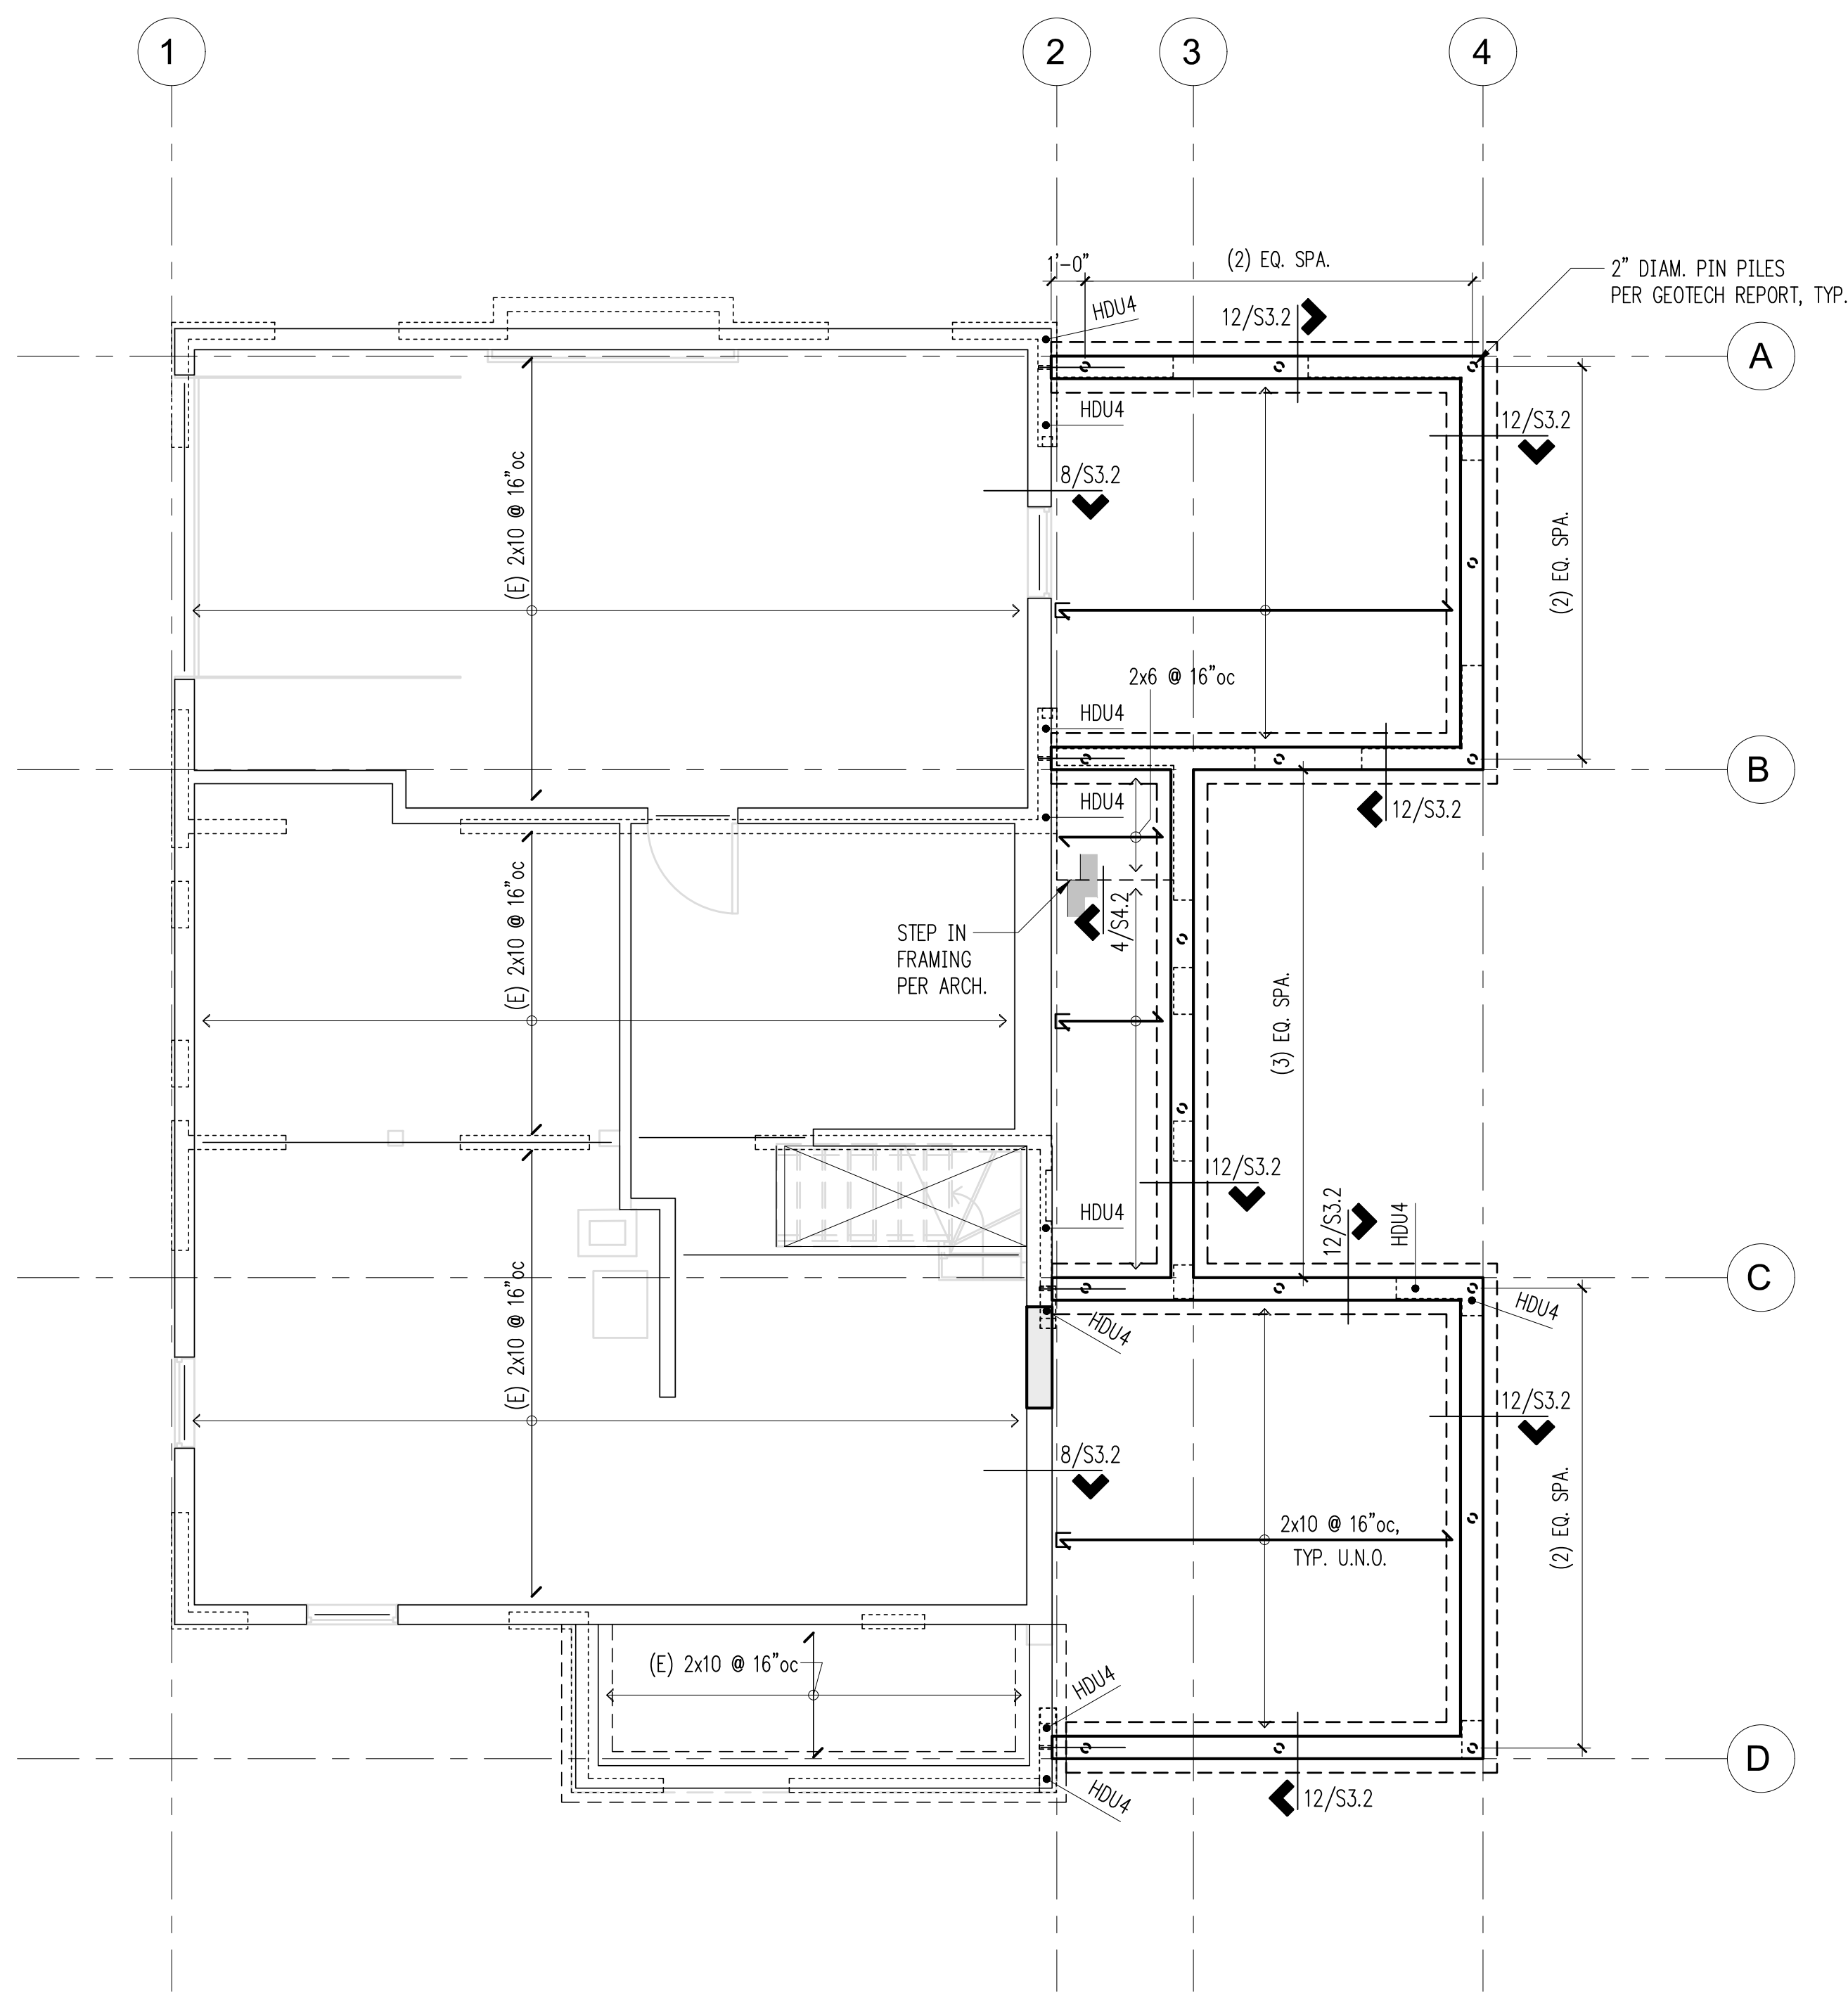 1
2
3
4
1'-0"
(2) EQ. SPA.
2" DIAM. PIN PILES
PER GEOTECH REPORT, TYP.
HDU4
12/S3.2
A
HDU4
12/S3.2
8/S3.2
(E) 2x10 @ 16"oc
(2) EQ. SPA.
2x6 @ 16"oc
HDU4
B
HDU4
12/S3.2
(E) 2x10 @ 16"oc
4/S4.2
STEP IN
FRAMING
PER ARCH.
(3) EQ. SPA.
12/S3.2
HDU4
12/S3.2
HDU4
C
HDU4
HDU4
(E) 2x10 @ 16"oc
12/S3.2
8/S3.2
2x10 @ 16"oc,
TYP. U.N.O.
(2) EQ. SPA.
(E) 2x10 @ 16"oc
HDU4
D
HDU4
12/S3.2